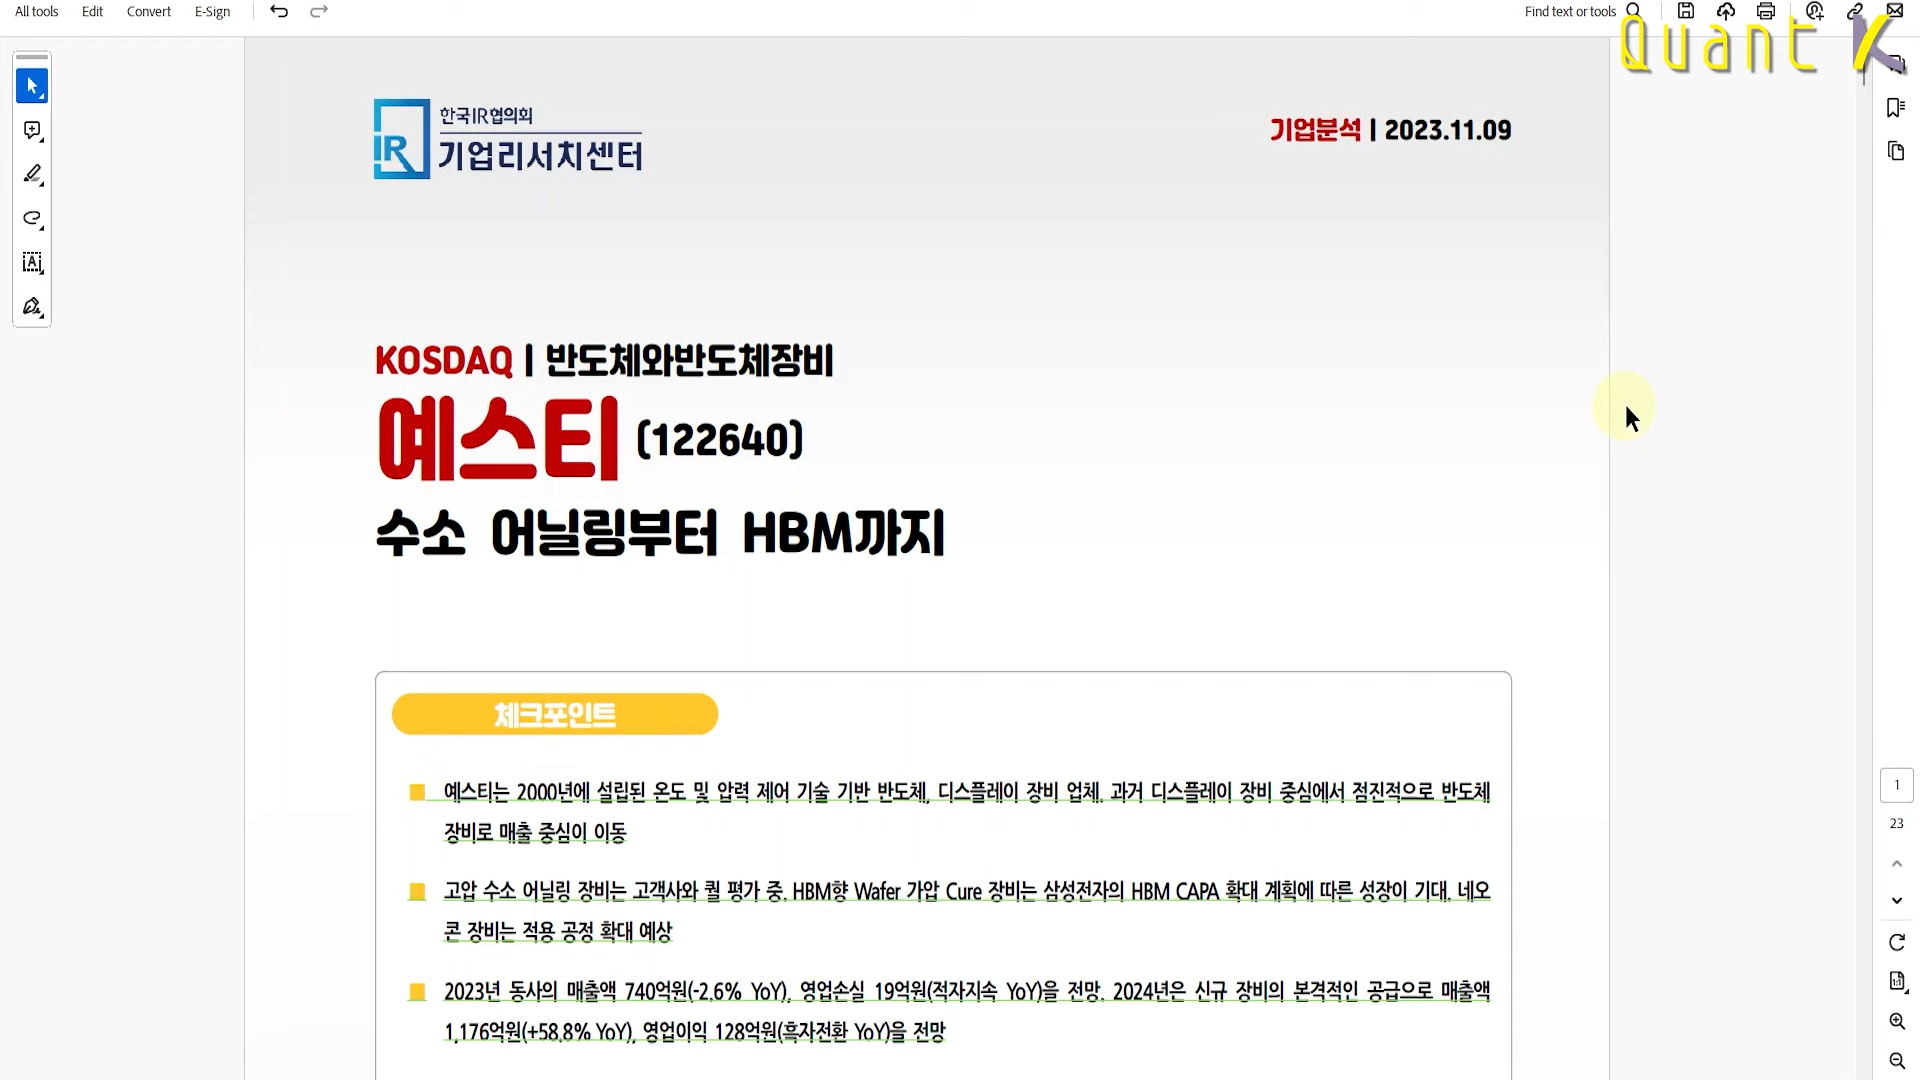 All tools Edit Convert E-Sign Find text or tools
Quant K
한국IR협의회
IR 기업리서치센터
기업분석 | 2023.11.09
KOSDAQ | 반도체와반도체장비
예스티 (122640)
수소 어닐링부터 HBM까지
체크포인트
예스티는 2000년에 설립된 온도 및 압력 제어 기술 기반 반도체, 디스플레이 장비 업체. 과거 디스플레이 장비 중심에서 점진적으로 반도체
장비로 매출 중심이 이동
고압 수소 어닐링 장비는 고객사와 퀄 평가 중. HBM향 Wafer 가압 Cure 장비는 삼성전자의 HBM CAPA 확대 계획에 따른 성장이 기대. 네오
콘 장비는 적용 공정 확대 예상
2023년 동사의 매출액 740억원(-2.6% YoY), 영업손실 19억원(적자지속 YoY)을 전망. 2024년은 신규 장비의 본격적인 공급으로 매출액
1,176억원(+58.8% YoY), 영업이익 128억원(흑자전환 YoY)을 전망
1
23